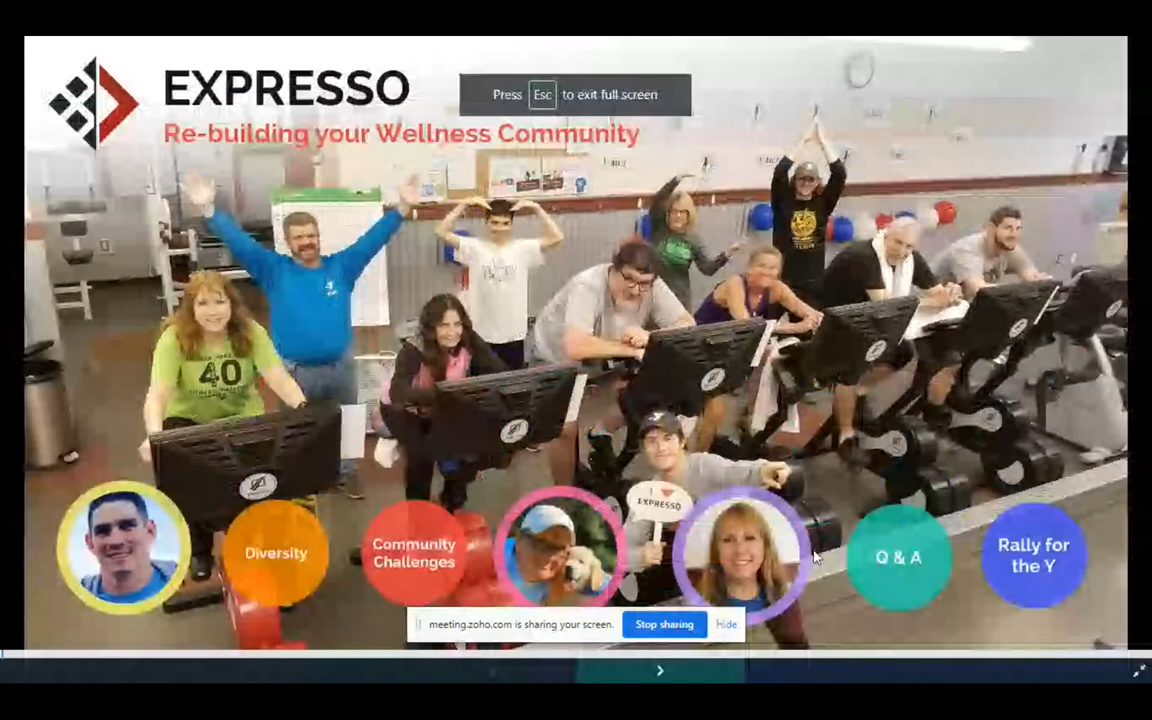 EXPRESSO
Re-building your Wellness Community
Press Esc to exit full screen
40
I
EXPRESSO
Diversity
Community
Challenges
Q & A
Rally for
the Y
meeting.zoho.com is sharing your screen.
Stop sharing
Hide